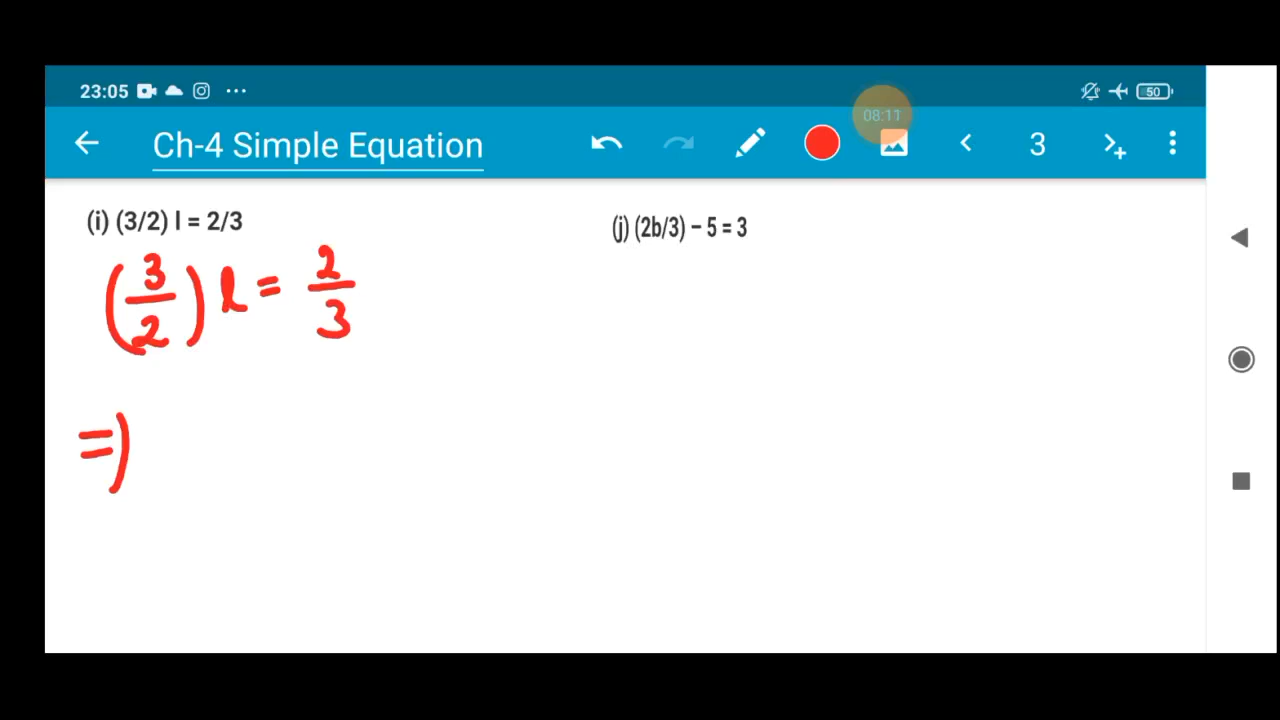 23:05 ...
50
08:11
Ch-4 Simple Equation
3
(i) (3/2) l = 2/3
(j) (2b/3) – 5 = 3
(3/2) l = 2/3
=)